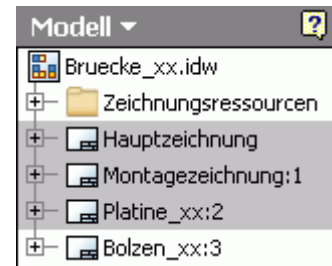 Modell
Bruecke_xx.idw
Zeichnungsressourcen
Hauptzeichnung
Montagezeichnung:1
Platine_xx:2
Bolzen_xx:3